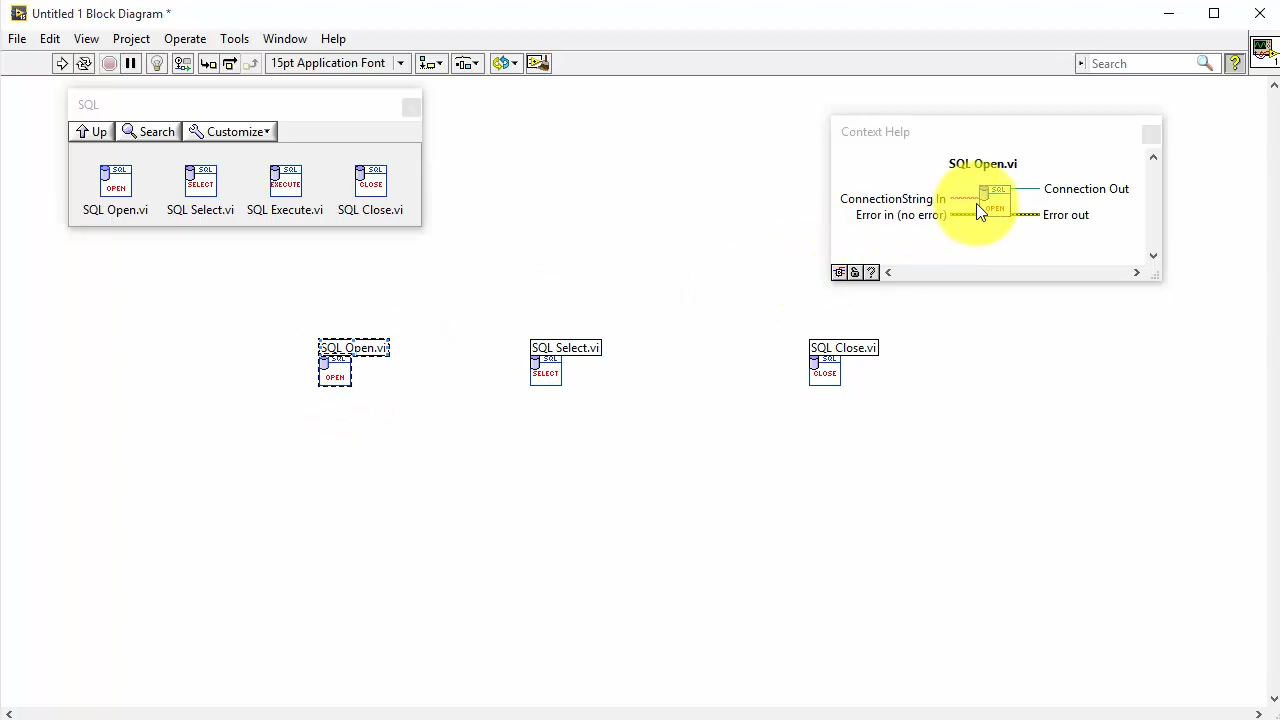 Untitled 1 Block Diagram *
File Edit View Project Operate Tools Window Help
15pt Application Font
Search
1
SQL
Up Search Customize
SQL OPEN
SQL SELECT
SQL EXECUTE
SQL CLOSE
SQL Open.vi SQL Select.vi SQL Execute.vi SQL Close.vi
Context Help
SQL Open.vi
SQL
OPEN
ConnectionString In
Connection Out
Error in (no error)
Error out
SQL Open.vi
SQL
OPEN
SQL Select.vi
SQL
SELECT
SQL Close.vi
SQL
CLOSE